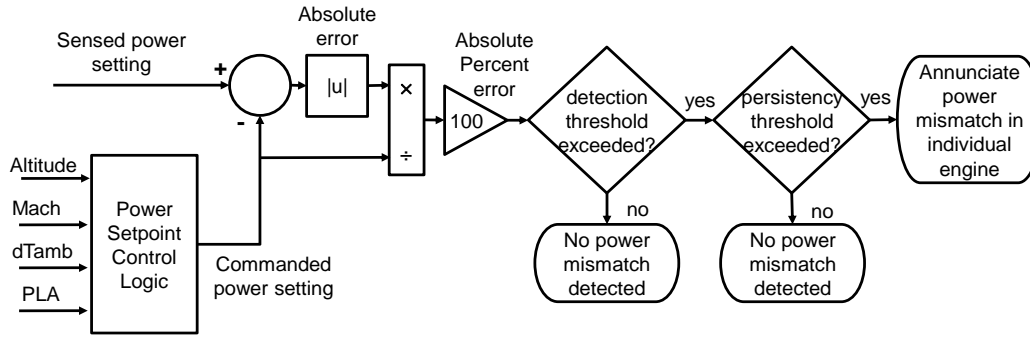 Sensed power
setting
+
-
Absolute
error
|u|
×
÷
Absolute
Percent
error
100
detection
threshold
exceeded?
yes
no
No power
mismatch
detected
persistency
threshold
exceeded?
yes
no
No power
mismatch
detected
Annunciate
power
mismatch in
individual
engine
Altitude
Mach
dTamb
PLA
Power
Setpoint
Control
Logic
Commanded
power setting